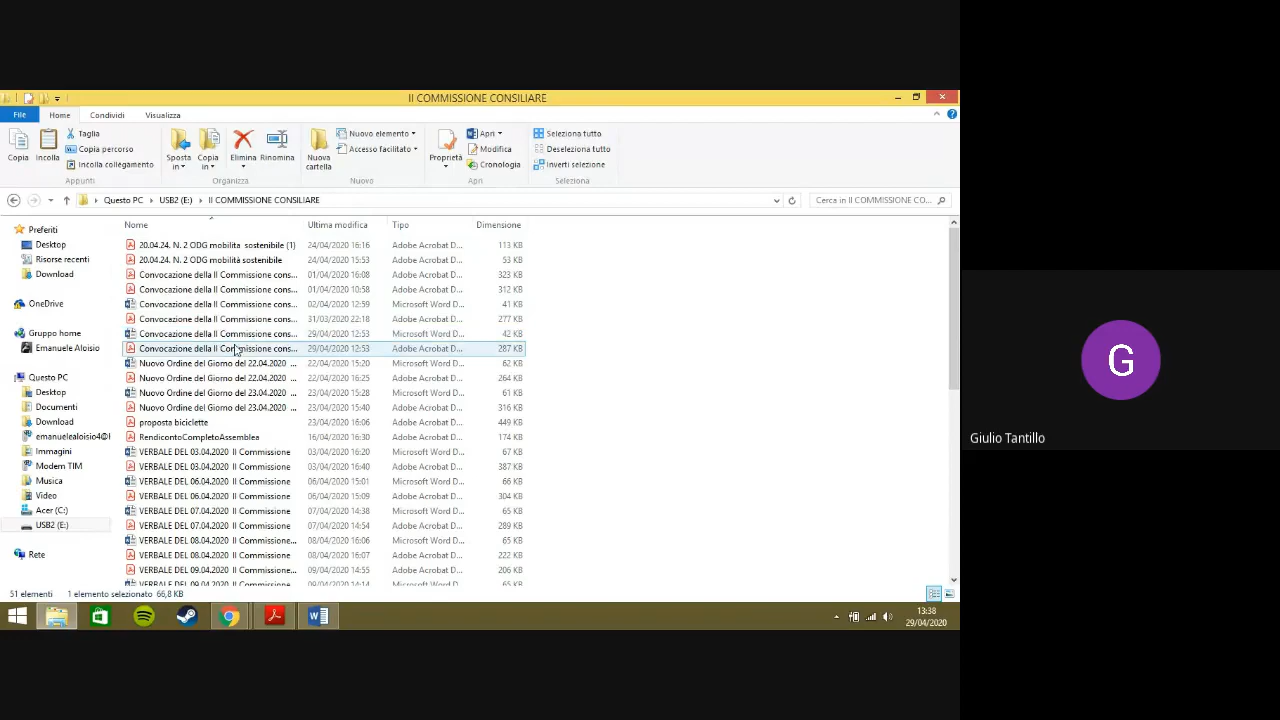 II COMMISSIONE CONSILIARE
File Home Condividi Visualizza
Copia Incolla Taglia Copia percorso Incolla collegamento Appunti
Sposta in Copia in Elimina Rinomina Organizza
Nuova cartella Nuovo elemento Accesso facilitato Nuovo
Proprietà Apri Modifica Cronologia Apri
Seleziona tutto Deseleziona tutto Inverti selezione Seleziona
Questo PC USB2 (E:) II COMMISSIONE CONSILIARE Cerca in II COMMISSIONE CO...
Preferiti
Desktop
Risorse recenti
Download
OneDrive
Gruppo home
Emanuele Aloisio
Questo PC
Desktop
Documenti
Download
emanuelealoisio4@l
Immagini
Modem TIM
Musica
Video
Acer (C:)
USB2 (E:)
Rete
Nome Ultima modifica Tipo Dimensione
20.04.24. N. 2 ODG mobilita sostenibile (1) 24/04/2020 16:16 Adobe Acrobat D... 113 KB
20.04.24. N. 2 ODG mobilità sostenibile 24/04/2020 15:53 Adobe Acrobat D... 53 KB
Convocazione della II Commissione cons... 01/04/2020 16:08 Adobe Acrobat D... 323 KB
Convocazione della II Commissione cons... 01/04/2020 10:58 Adobe Acrobat D... 312 KB
Convocazione della II Commissione cons... 02/04/2020 12:59 Microsoft Word D... 41 KB
Convocazione della II Commissione cons... 31/03/2020 22:18 Adobe Acrobat D... 277 KB
Convocazione della II Commissione cons... 29/04/2020 12:53 Microsoft Word D... 42 KB
Convocazione della II Commissione cons... 29/04/2020 12:53 Adobe Acrobat D... 287 KB
Nuovo Ordine del Giorno del 22.04.2020 ... 22/04/2020 15:20 Microsoft Word D... 62 KB
Nuovo Ordine del Giorno del 22.04.2020 ... 22/04/2020 16:25 Adobe Acrobat D... 264 KB
Nuovo Ordine del Giorno del 23.04.2020 ... 23/04/2020 15:28 Microsoft Word D... 61 KB
Nuovo Ordine del Giorno del 23.04.2020 ... 23/04/2020 15:40 Adobe Acrobat D... 316 KB
proposta biciclette 23/04/2020 16:06 Adobe Acrobat D... 449 KB
RendicontoCompletoAssemblea 16/04/2020 16:30 Adobe Acrobat D... 174 KB
VERBALE DEL 03.04.2020 II Commissione 03/04/2020 16:20 Microsoft Word D... 67 KB
VERBALE DEL 03.04.2020 II Commissione 03/04/2020 16:40 Adobe Acrobat D... 387 KB
VERBALE DEL 06.04.2020 II Commissione 06/04/2020 15:01 Microsoft Word D... 66 KB
VERBALE DEL 06.04.2020 II Commissione 06/04/2020 15:09 Adobe Acrobat D... 304 KB
VERBALE DEL 07.04.2020 II Commissione 07/04/2020 14:38 Microsoft Word D... 65 KB
VERBALE DEL 07.04.2020 II Commissione 07/04/2020 14:54 Adobe Acrobat D... 289 KB
VERBALE DEL 08.04.2020 II Commissione 08/04/2020 16:06 Microsoft Word D... 65 KB
VERBALE DEL 08.04.2020 II Commissione 08/04/2020 16:07 Adobe Acrobat D... 222 KB
VERBALE DEL 09.04.2020 II Commissione... 09/04/2020 14:55 Adobe Acrobat D... 206 KB
VERBALE DEL 09.04.2020 II Commissione... 09/04/2020 14:14 Microsoft Word D... 65 KB
51 elementi 1 elemento selezionato 66,8 KB
13:38
29/04/2020
G
Giulio Tantillo